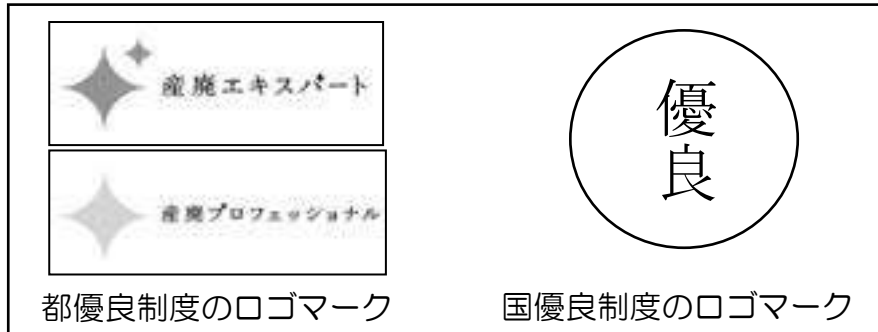 産廃エキスパート
産廃プロフェッショナル
都優良制度のロゴマーク
優良
国優良制度のロゴマーク